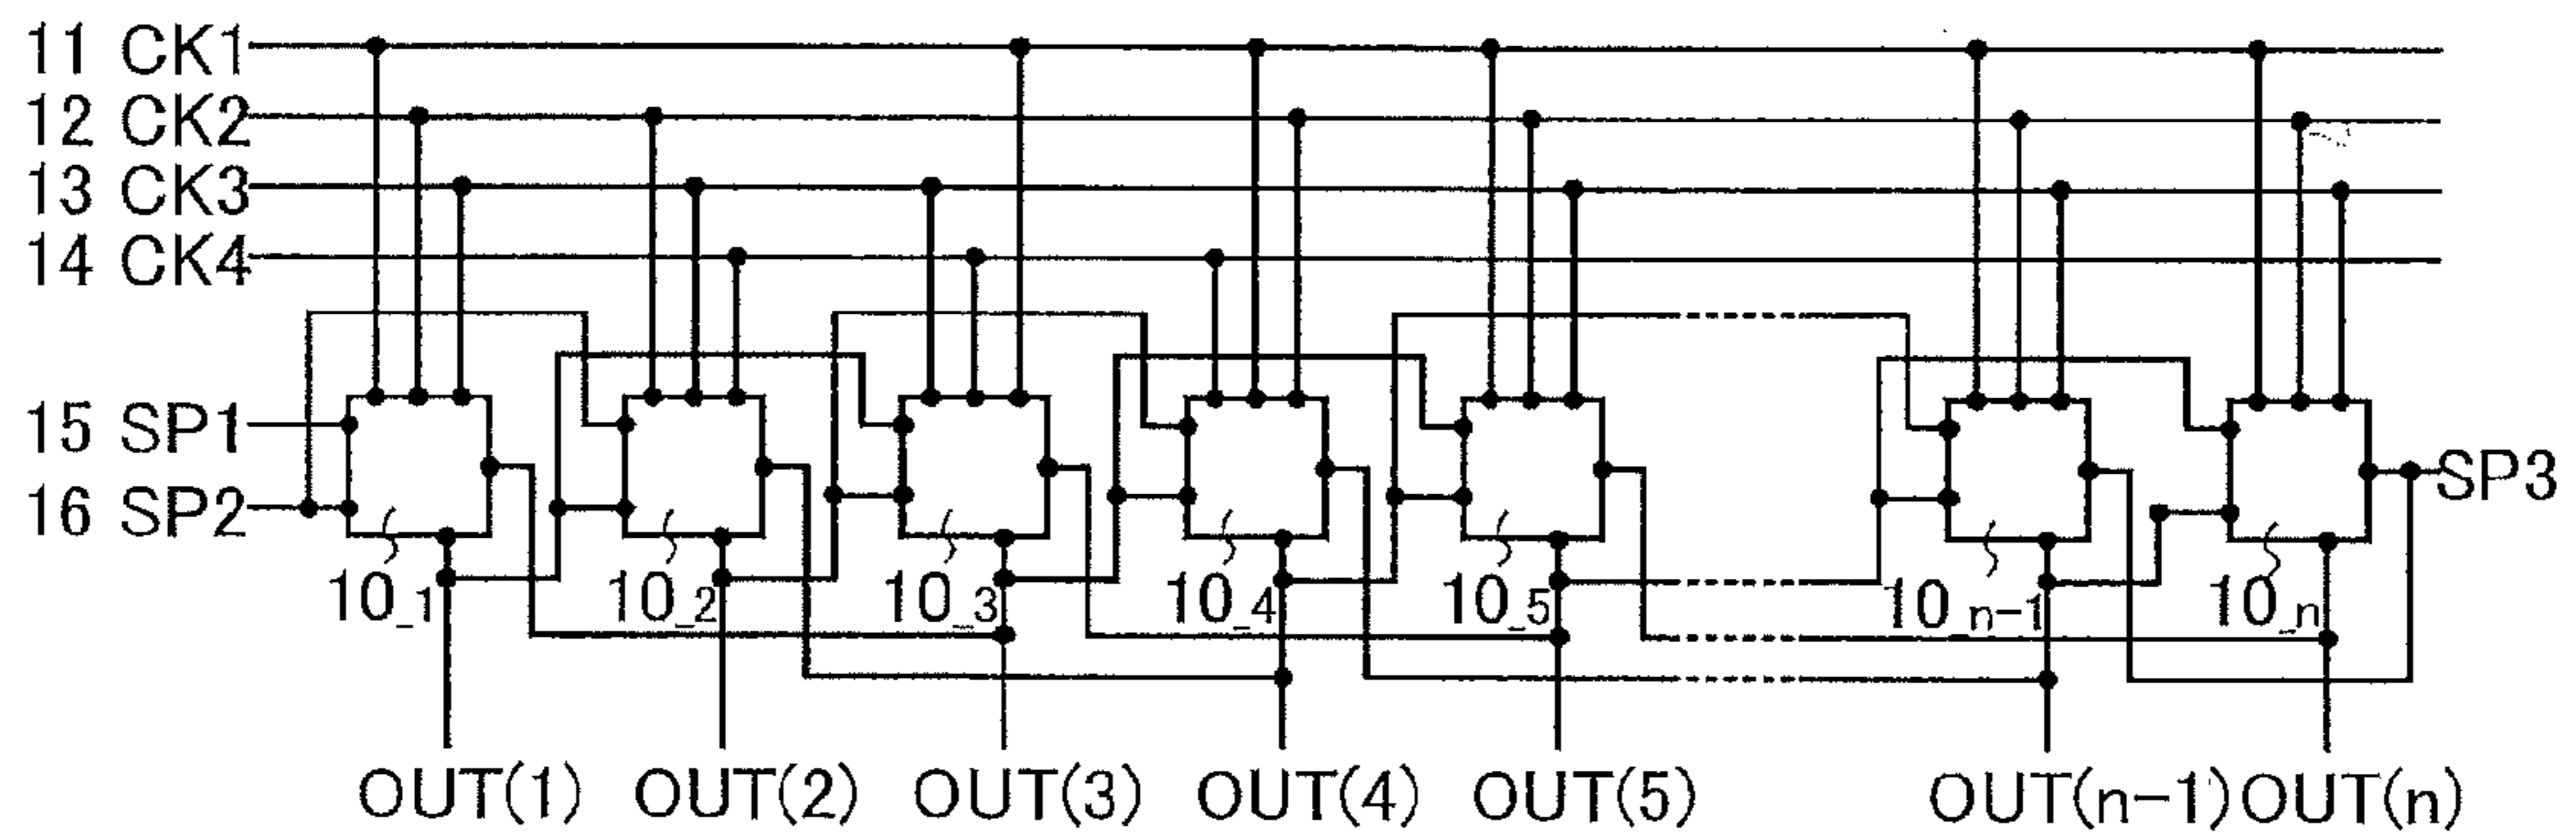 11 CK1
12 CK2
13 CK3
14 CK4
15 SP1
16 SP2
SP3
10_1
10_2
10_3
10_4
10_5
10_n-1
10_n
OUT(1)
OUT(2)
OUT(3)
OUT(4)
OUT(5)
OUT(n-1)
OUT(n)